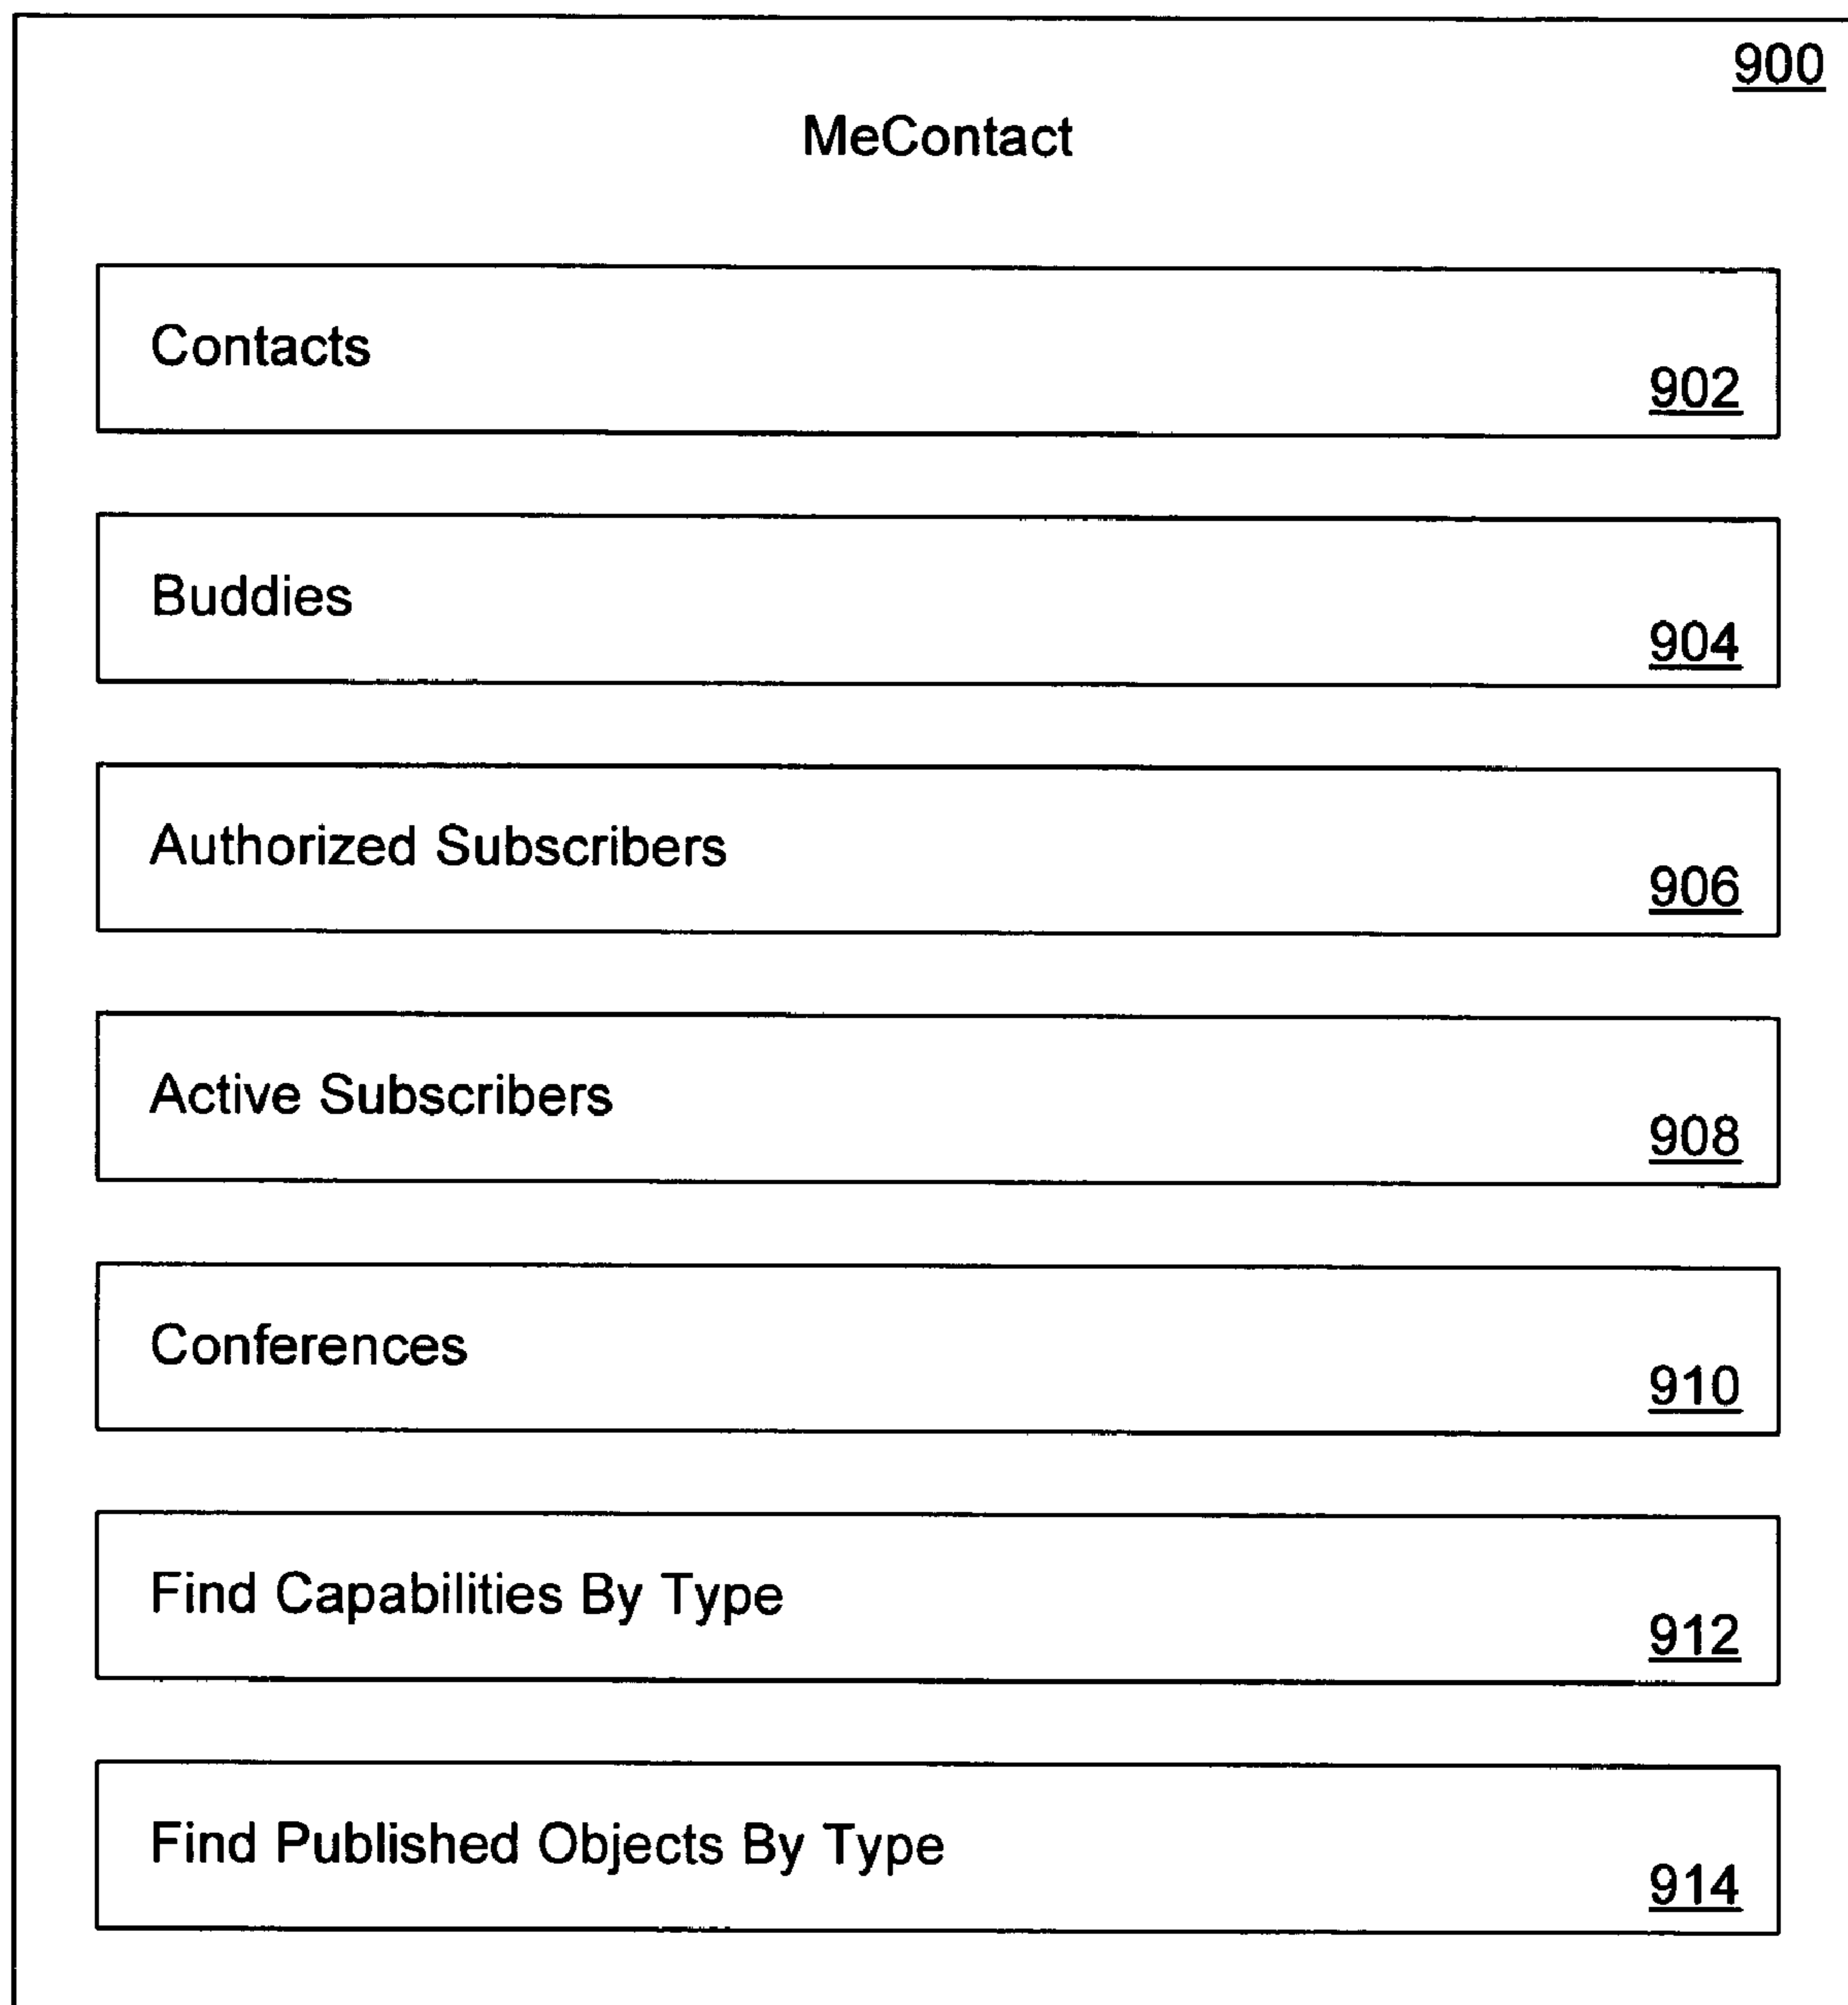 900
MeContact
Contacts
902
Buddies
904
Authorized Subscribers
906
Active Subscribers
908
Conferences
910
Find Capabilities By Type
912
Find Published Objects By Type
914